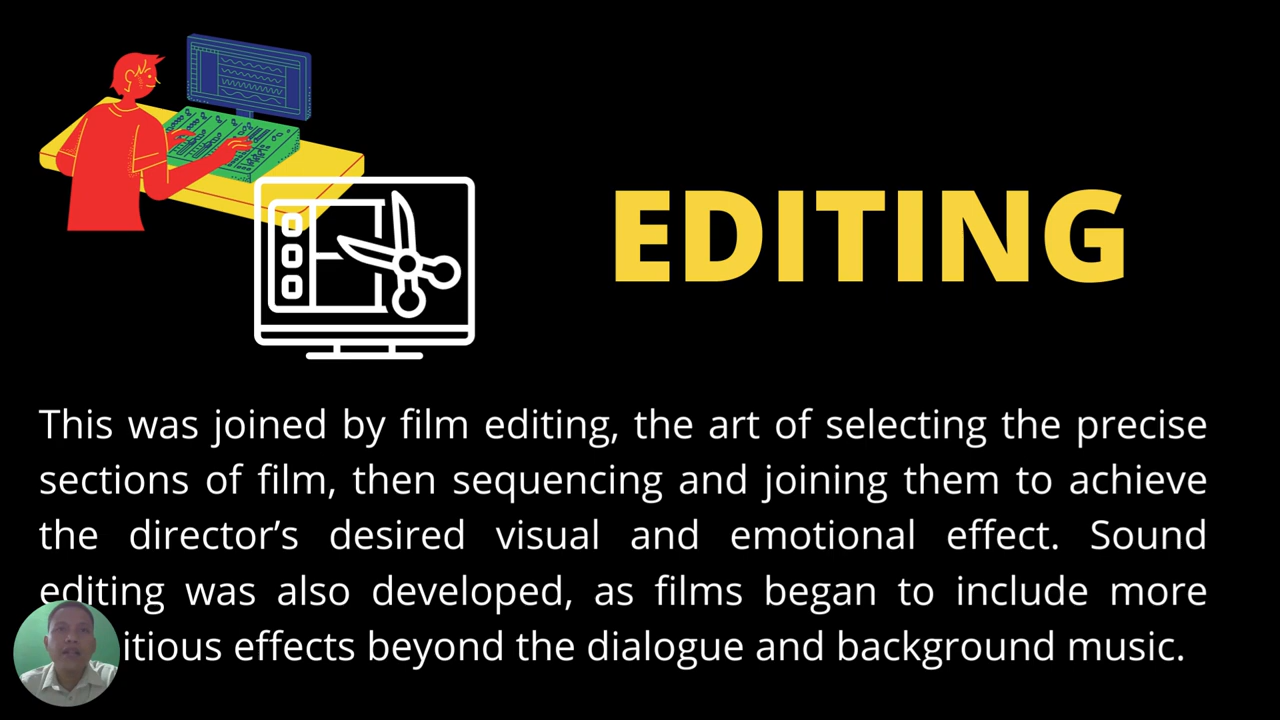 EDITING
This was joined by film editing, the art of selecting the precise
sections of film, then sequencing and joining them to achieve
the director’s desired visual and emotional effect. Sound
editing was also developed, as films began to include more
effects beyond the dialogue and background music.